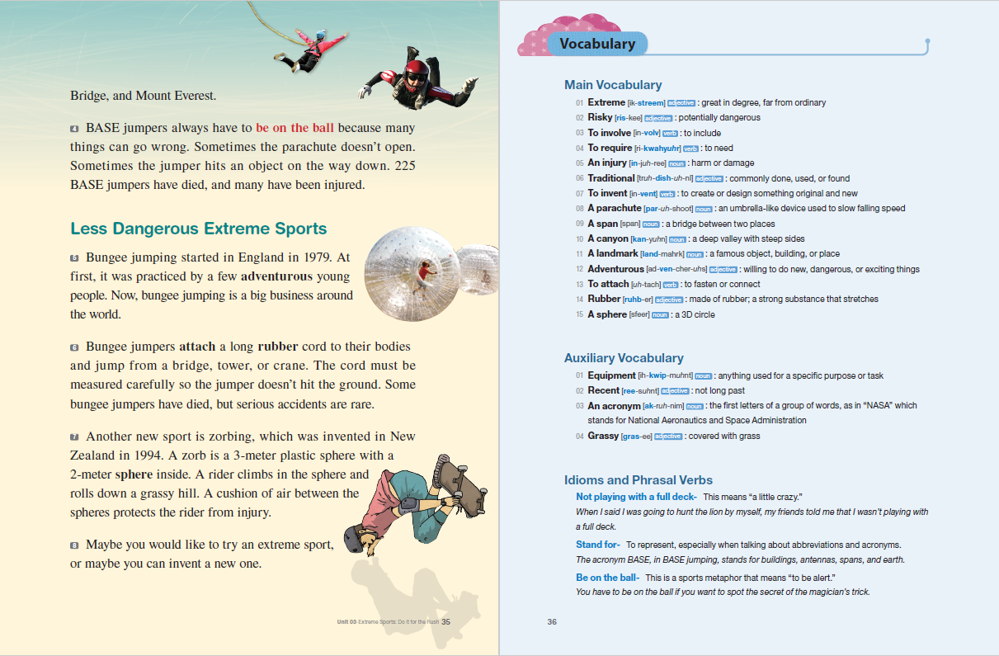 Bridge, and Mount Everest.
4 BASE jumpers always have to be on the ball because many
things can go wrong. Sometimes the parachute doesn't open.
Sometimes the jumper hits an object on the way down. 225
BASE jumpers have died, and many have been injured.
Less Dangerous Extreme Sports
5 Bungee jumping started in England in 1979. At
first, it was practiced by a few adventurous young
people. Now, bungee jumping is a big business around
the world.
6 Bungee jumpers attach a long rubber cord to their bodies
and jump from a bridge, tower, or crane. The cord must be
measured carefully so the jumper doesn't hit the ground. Some
bungee jumpers have died, but serious accidents are rare.
7 Another new sport is zorbing, which was invented in New
Zealand in 1994. A zorb is a 3-meter plastic sphere with a
2-meter sphere inside. A rider climbs in the sphere and
rolls down a grassy hill. A cushion of air between the
spheres protects the rider from injury.
8 Maybe you would like to try an extreme sport,
or maybe you can invent a new one.
Unit 03 Extreme Sports: Do It for the Rush 35
Vocabulary
Main Vocabulary
01 Extreme [ik-streem] adjective : great in degree, far from ordinary
02 Risky [ris-kee] adjective : potentially dangerous
03 To involve [in-volv] verb : to include
04 To require [ri-kwahyuhr] verb : to need
05 An injury [in-juh-ree] noun : harm or damage
06 Traditional [truh-dish-uh-nl] adjective : commonly done, used, or found
07 To invent [in-vent] verb : to create or design something original and new
08 A parachute [par-uh-shoot] noun : an umbrella-like device used to slow falling speed
09 A span [span] noun : a bridge between two places
10 A canyon [kan-yuhn] noun : a deep valley with steep sides
11 A landmark [land-mahrk] noun : a famous object, building, or place
12 Adventurous [ad-ven-cher-uhs] adjective : willing to do new, dangerous, or exciting things
13 To attach [uh-tach] verb : to fasten or connect
14 Rubber [ruhb-er] adjective : made of rubber; a strong substance that stretches
15 A sphere [sfeer] noun : a 3D circle
Auxiliary Vocabulary
01 Equipment [ih-kwip-muhnt] noun : anything used for a specific purpose or task
02 Recent [ree-suhnt] adjective : not long past
03 An acronym [ak-ruh-nim] noun : the first letters of a group of words, as in "NASA" which
stands for National Aeronautics and Space Administration
04 Grassy [gras-ee] adjective : covered with grass
Idioms and Phrasal Verbs
Not playing with a full deck- This means "a little crazy."
When I said I was going to hunt the lion by myself, my friends told me that I wasn't playing with
a full deck.
Stand for- To represent, especially when talking about abbreviations and acronyms.
The acronym BASE, in BASE jumping, stands for buildings, antennas, spans, and earth.
Be on the ball- This is a sports metaphor that means "to be alert."
You have to be on the ball if you want to spot the secret of the magician's trick.
36